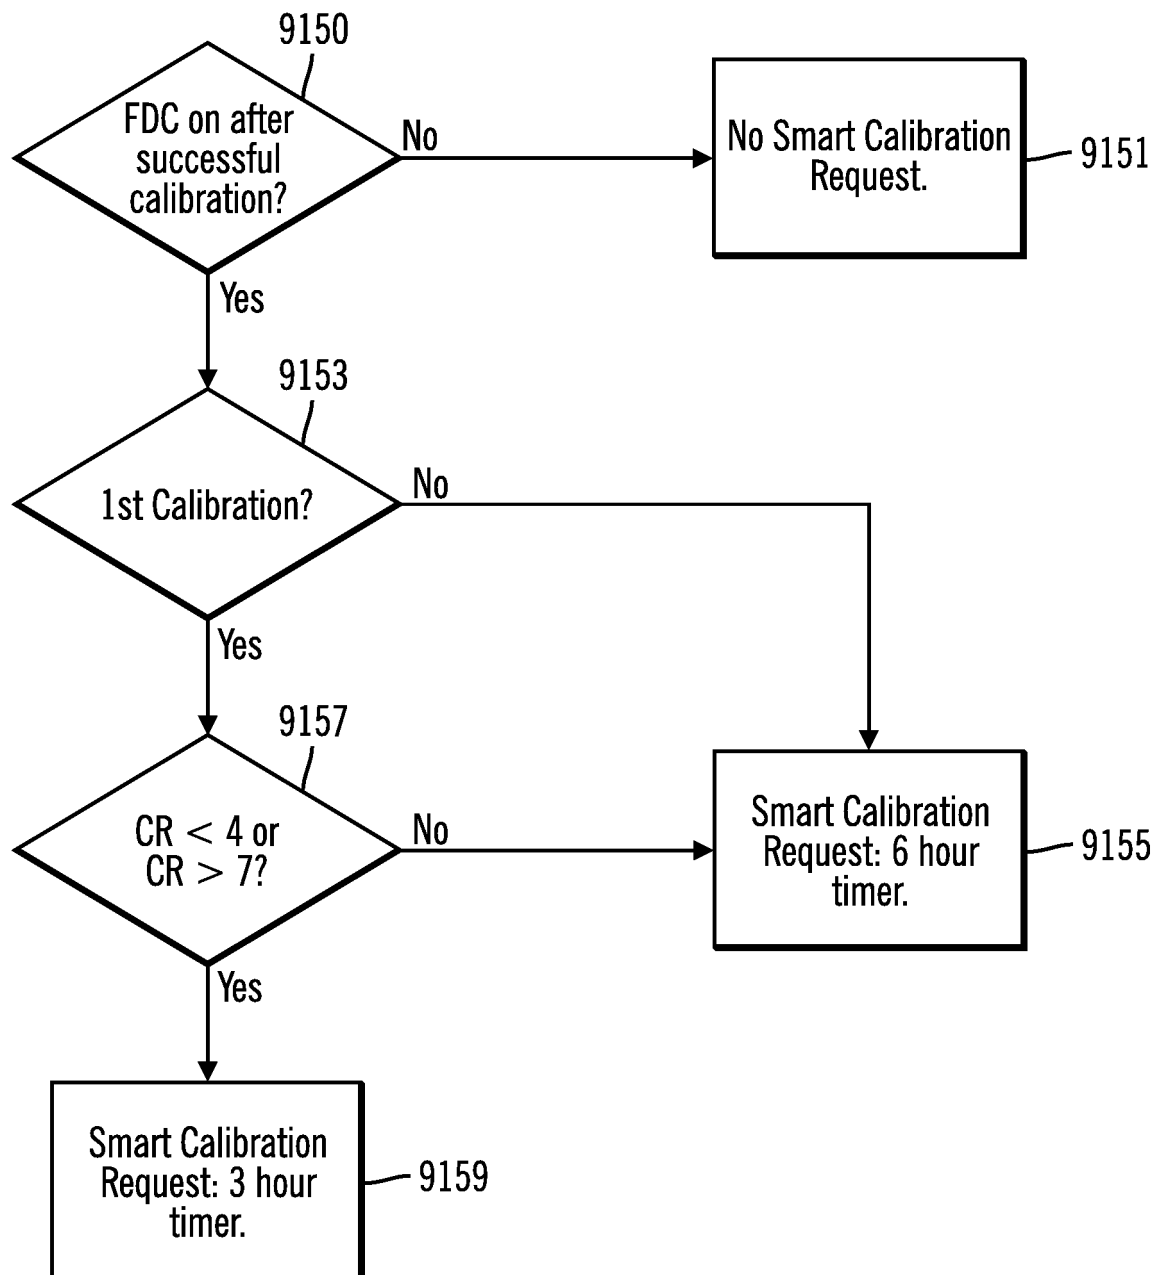 9150
FDC on after
successful
calibration?
No
No Smart Calibration
Request.
9151
Yes
9153
1st Calibration?
No
Yes
9157
CR < 4 or
CR > 7?
No
Smart Calibration
Request: 6 hour
timer.
9155
Yes
Smart Calibration
Request: 3 hour
timer.
9159